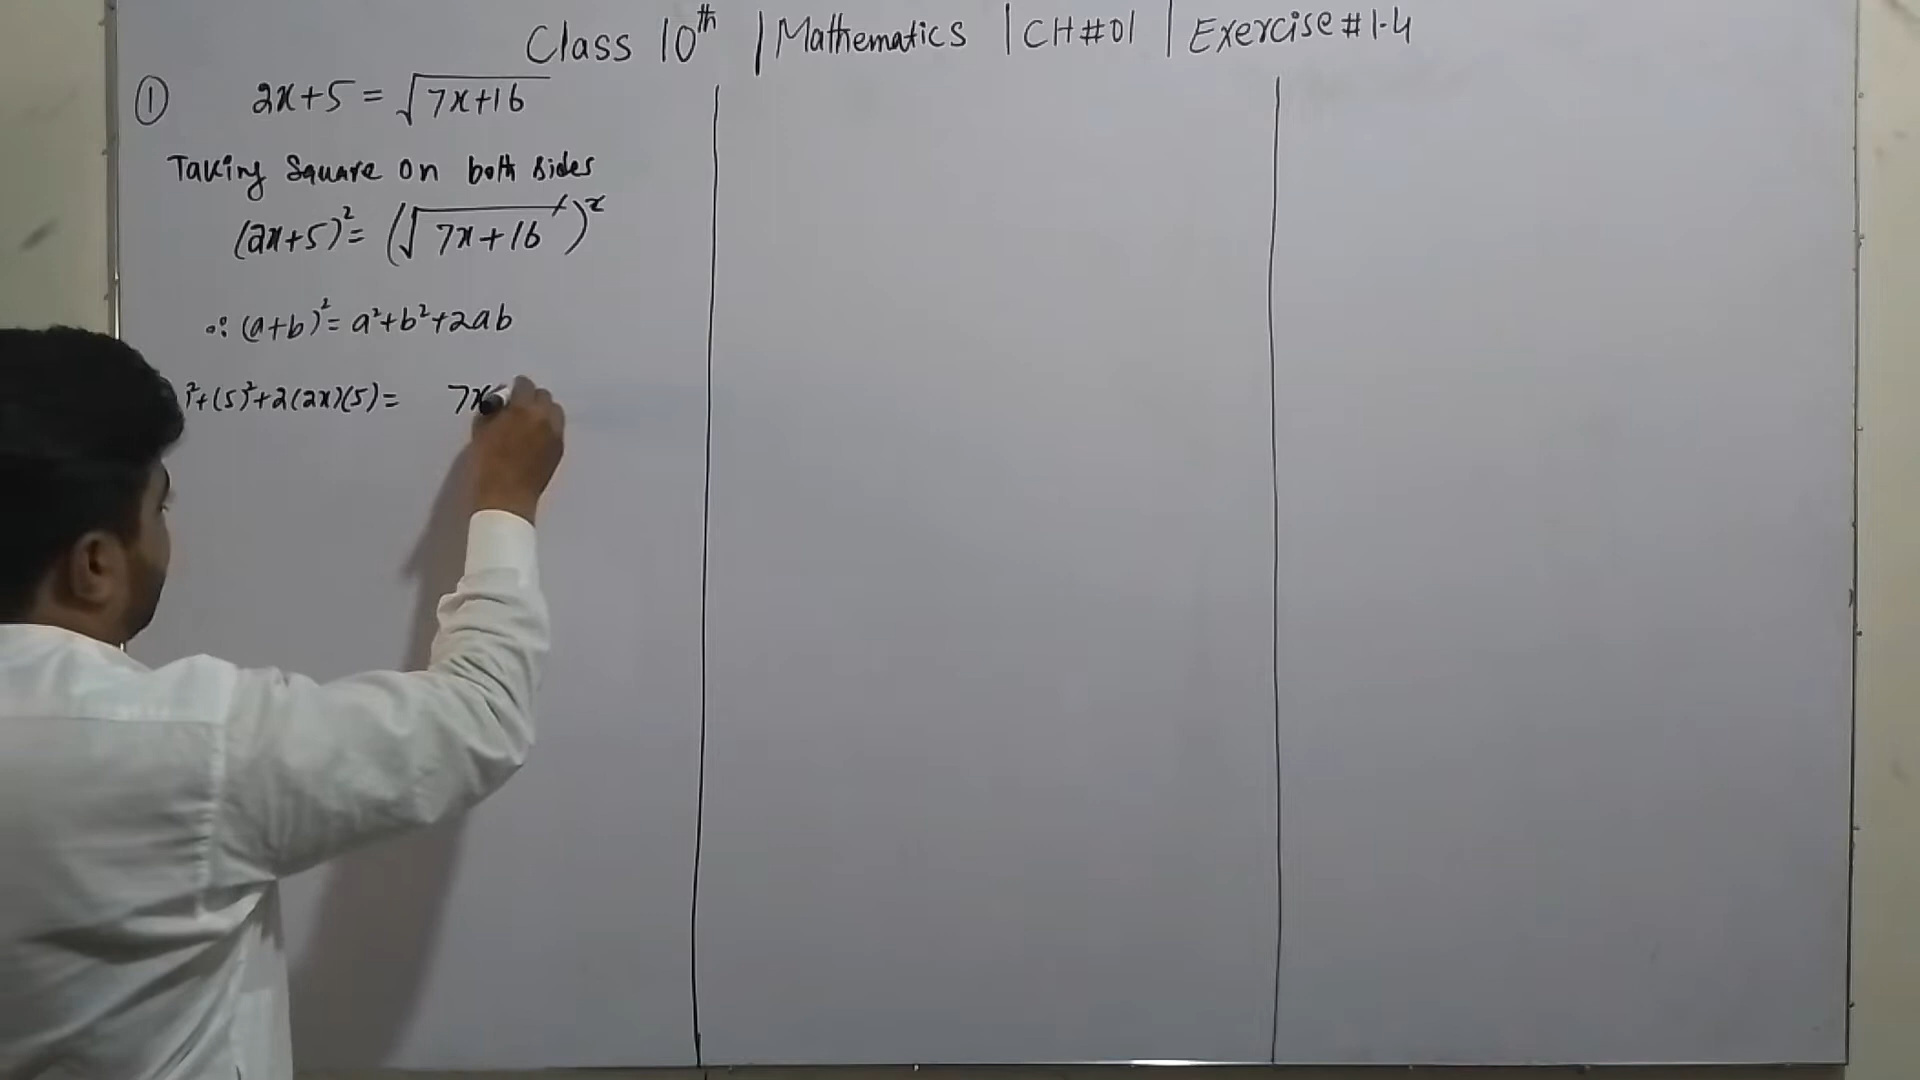 Class 10th | Mathematics | CH#01 | Exercise #1.4
① 2x+5 = √7x+16
Taking Square on both sides
(2x+5)² = (√7x+16)²
∵ (a+b)² = a²+b²+2ab
)²+(5)²+2(2x)(5) = 7x